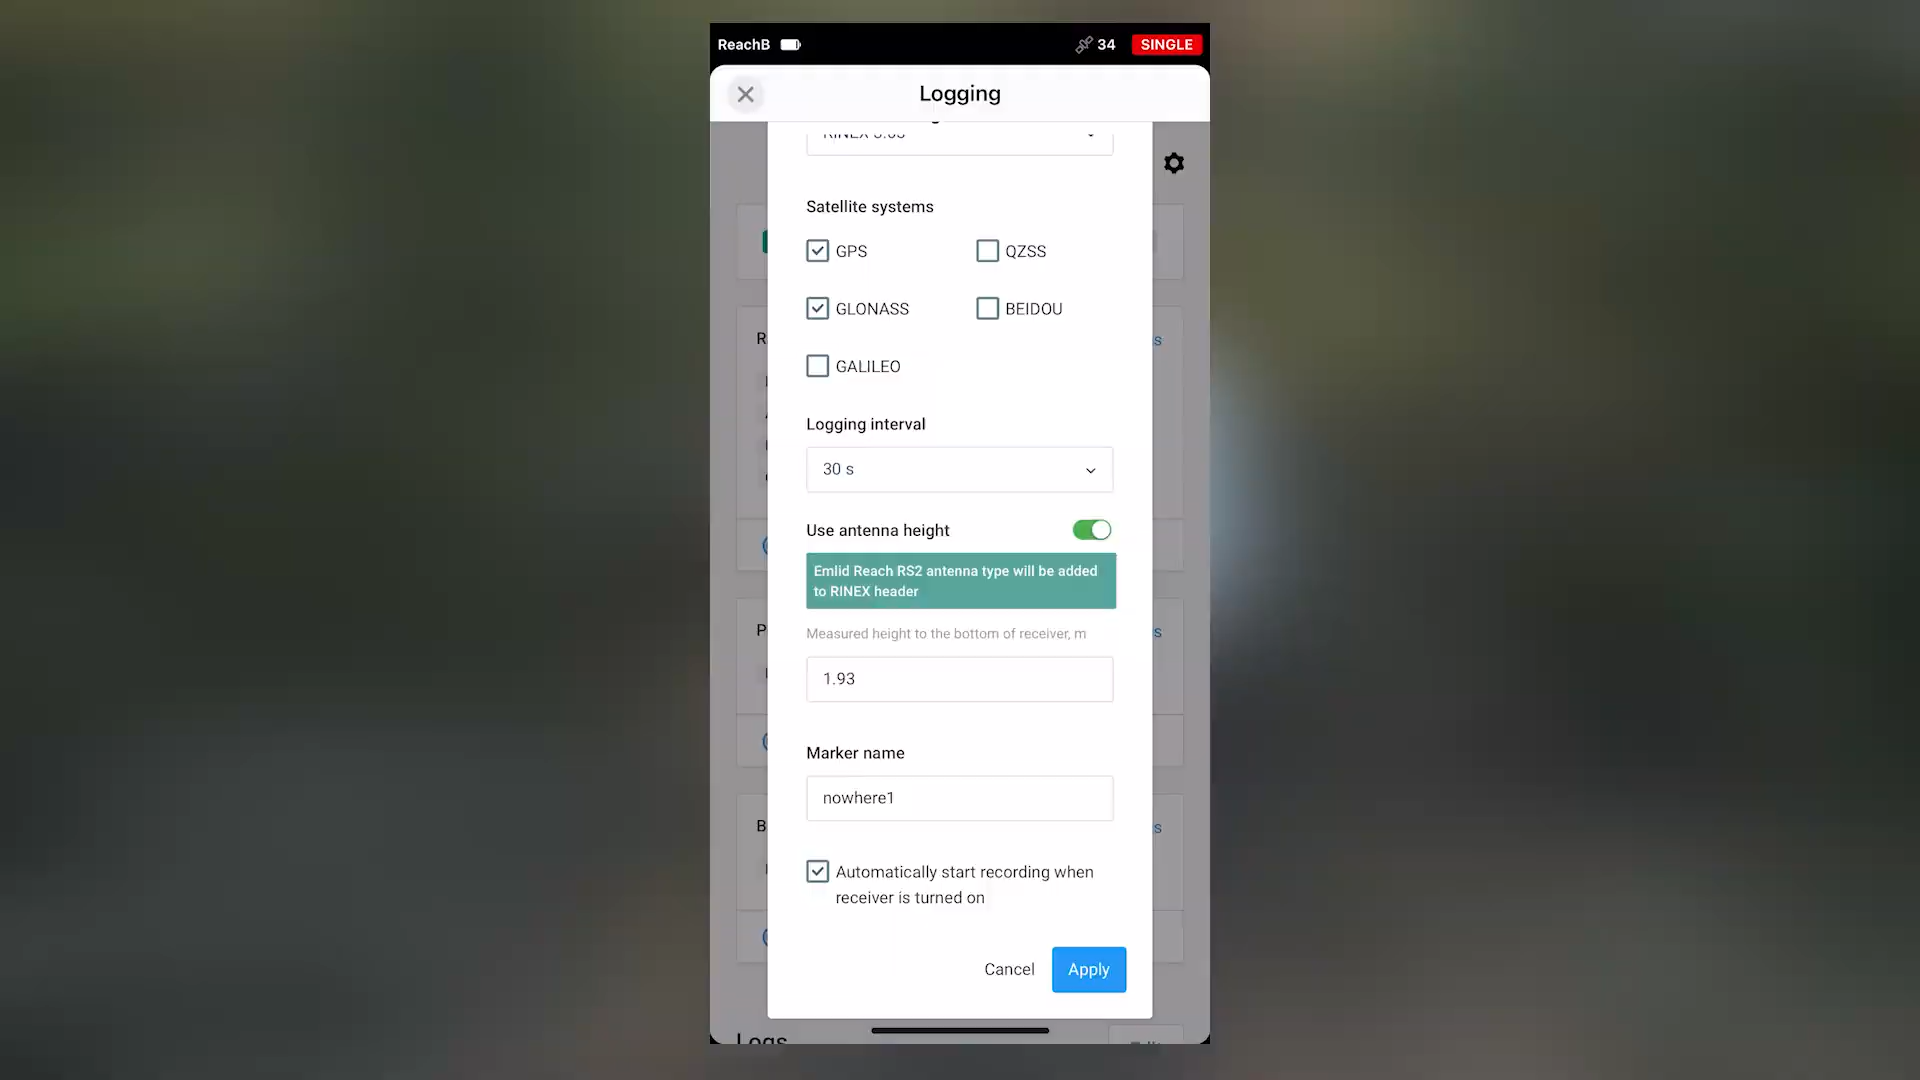 ReachB
34
SINGLE
Logging
Satellite systems
GPS
QZSS
GLONASS
BEIDOU
GALILEO
Logging interval
30 s
Use antenna height
Emlid Reach RS2 antenna type will be added
to RINEX header
Measured height to the bottom of receiver, m
1.93
Marker name
nowhere1
Automatically start recording when
receiver is turned on
Cancel
Apply
Logs